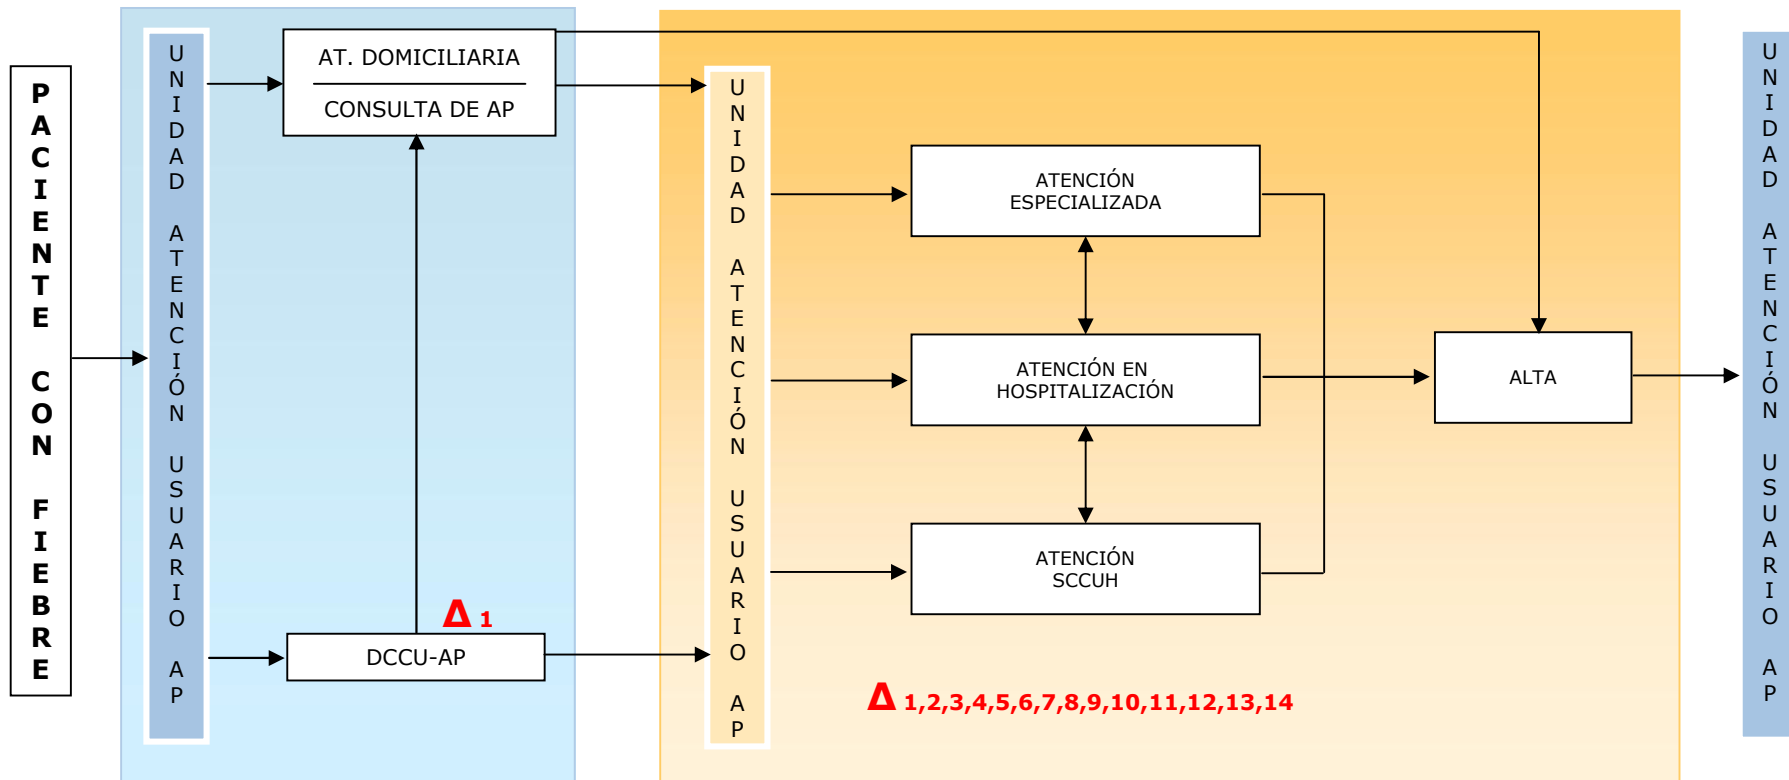 PACIENTE CON FIEBRE
UNIDAD ATENCIÓN USUARIO AP
AT. DOMICILIARIA
CONSULTA DE AP
Δ 1
DCCU-AP
UNIDAD ATENCIÓN USUARIO AP
ATENCIÓN
ESPECIALIZADA
ATENCIÓN EN
HOSPITALIZACIÓN
ATENCIÓN
SCCUH
Δ 1,2,3,4,5,6,7,8,9,10,11,12,13,14
ALTA
UNIDAD ATENCIÓN USUARIO AP